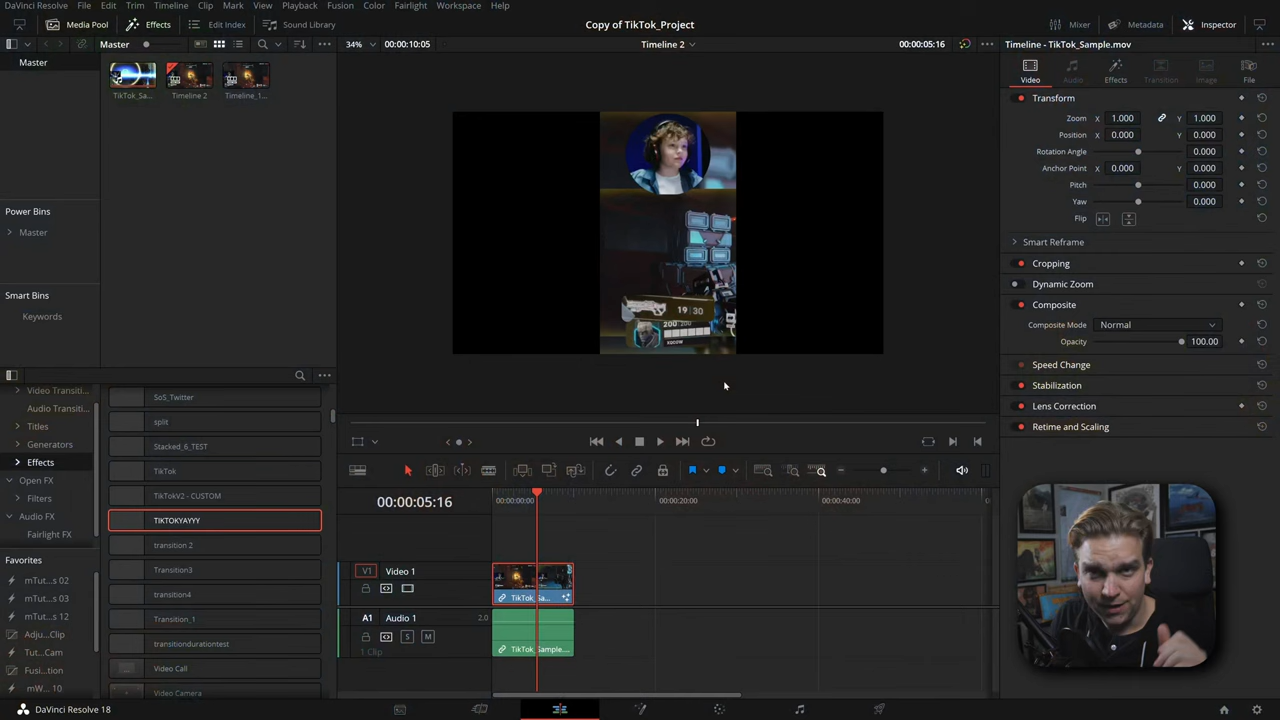 DaVinci Resolve File Edit Trim Timeline Clip Mark View Playback Fusion Color Fairlight Workspace Help
Media Pool Effects Edit Index Sound Library Copy of TikTok_Project Mixer Metadata Inspector
Master 34% 00:00:10:05 Timeline 2 00:00:05:16 Timeline - TikTok_Sample.mov
Master
TikTok_Sa... Timeline 2 Timeline_1...
Power Bins
Master
Smart Bins
Keywords
19|30
200|200
Video Audio Effects Transition Image File
Transform
Zoom X 1.000 Y 1.000
Position X 0.000 Y 0.000
Rotation Angle 0.000
Anchor Point X 0.000 Y 0.000
Pitch 0.000
Yaw 0.000
Flip
Smart Reframe
Cropping
Dynamic Zoom
Composite
Composite Mode Normal
Opacity 100.00
Speed Change
Stabilization
Lens Correction
Retime and Scaling
Video Transiti...
Audio Transiti...
Titles
Generators
Effects
Open FX
Filters
Audio FX
Fairlight FX
Favorites
mTut...s 02
mTut...s 03
mTut...s 12
Adju...Clip
Tut...Cam
Fusi...tion
mW... 10
SoS_Twitter
split
Stacked_6_TEST
TikTok
TikTokV2 - CUSTOM
TIKTOKYAYYY
transition 2
Transition3
transition4
Transition_1
transitiondurationtest
Video Call
Video Camera
00:00:05:16
00:00:00:00 00:00:20:00 00:00:40:00
V1 Video 1
TikTok_Sa...
A1 Audio 1 2.0
S M
1 Clip
TikTok_Sample....
DaVinci Resolve 18